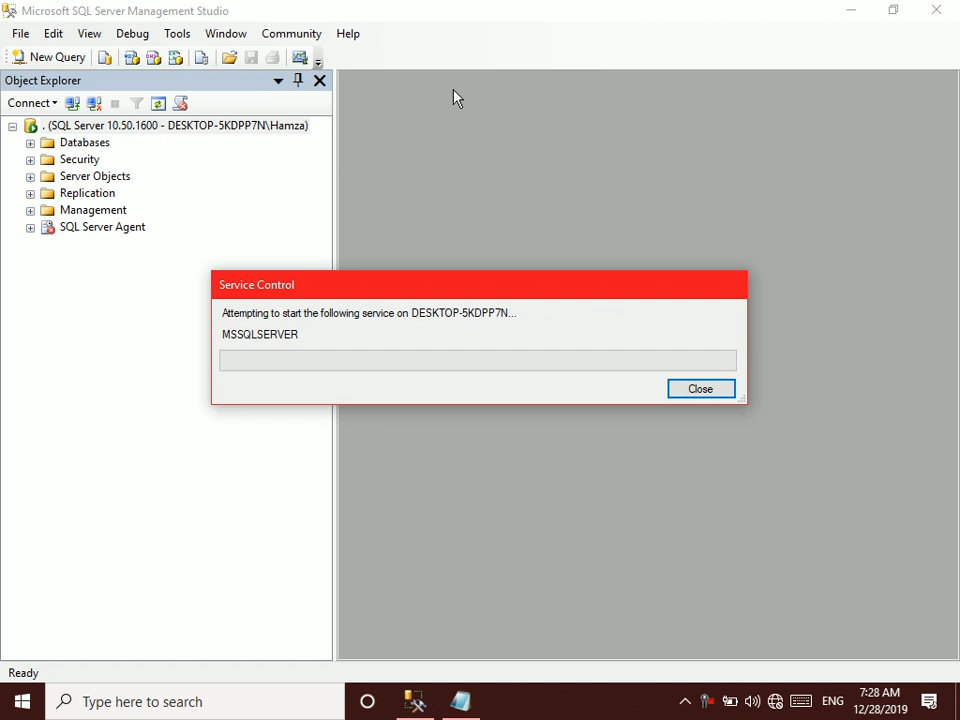 Microsoft SQL Server Management Studio
File Edit View Debug Tools Window Community Help
New Query
Object Explorer
Connect
. (SQL Server 10.50.1600 - DESKTOP-5KDPP7N\Hamza)
Databases
Security
Server Objects
Replication
Management
SQL Server Agent
Service Control
Attempting to start the following service on DESKTOP-5KDPP7N...
MSSQLSERVER
Close
Ready
Type here to search
ENG
7:28 AM
12/28/2019